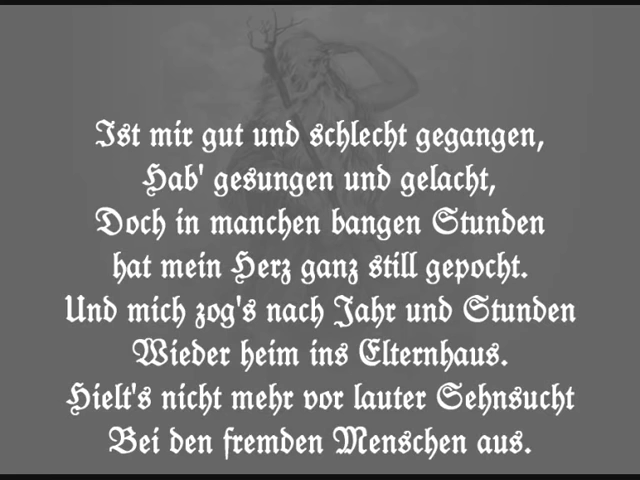 Ist mir gut und schlecht gegangen,
Hab' gesungen und gelacht,
Doch in manchen bangen Stunden
hat mein Herz ganz still gepocht.
Und mich zog's nach Jahr und Stunden
Wieder heim ins Elternhaus.
Hielt's nicht mehr vor lauter Sehnsucht
Bei den fremden Menschen aus.